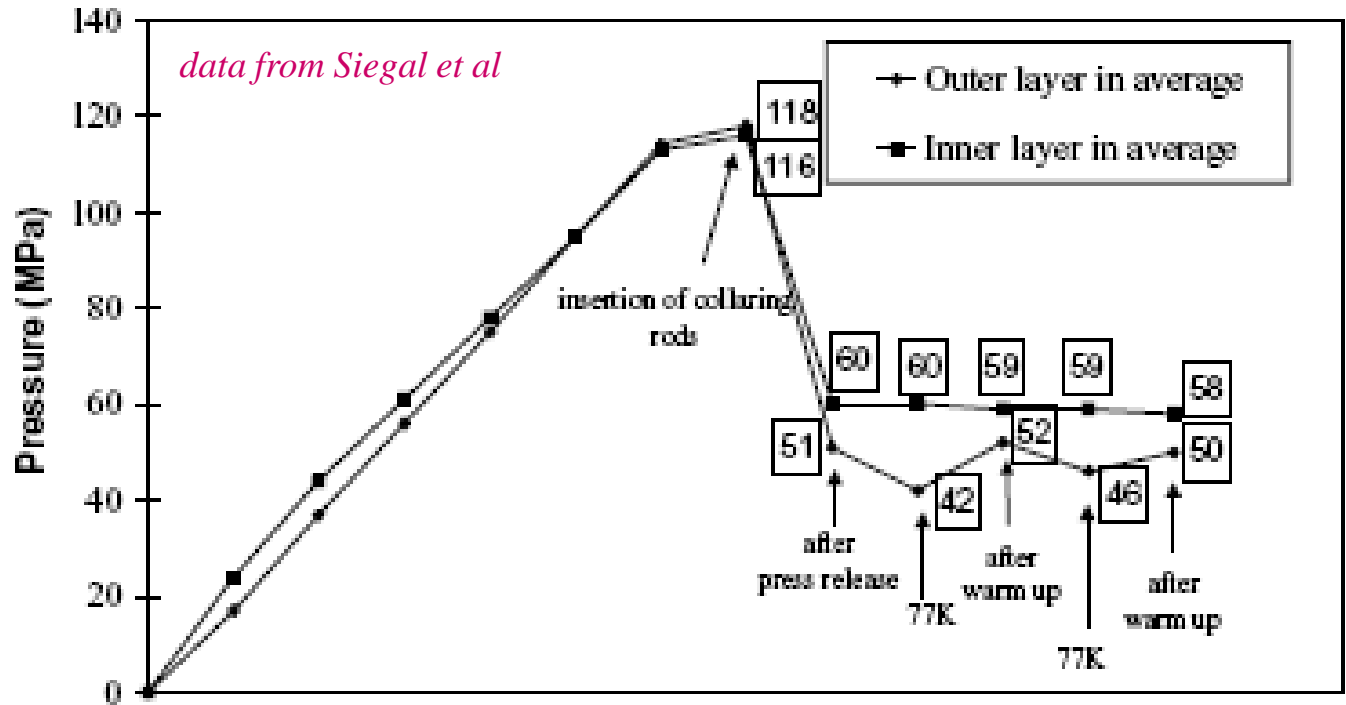 data from Siegal et al
Outer layer in average
Inner layer in average
Pressure (MPa)
140
120
100
80
60
40
20
0
118
116
insertion of collaring
rods
60
60
59
59
58
51
42
52
46
50
after
press release
77K
after
warm up
77K
after
warm up